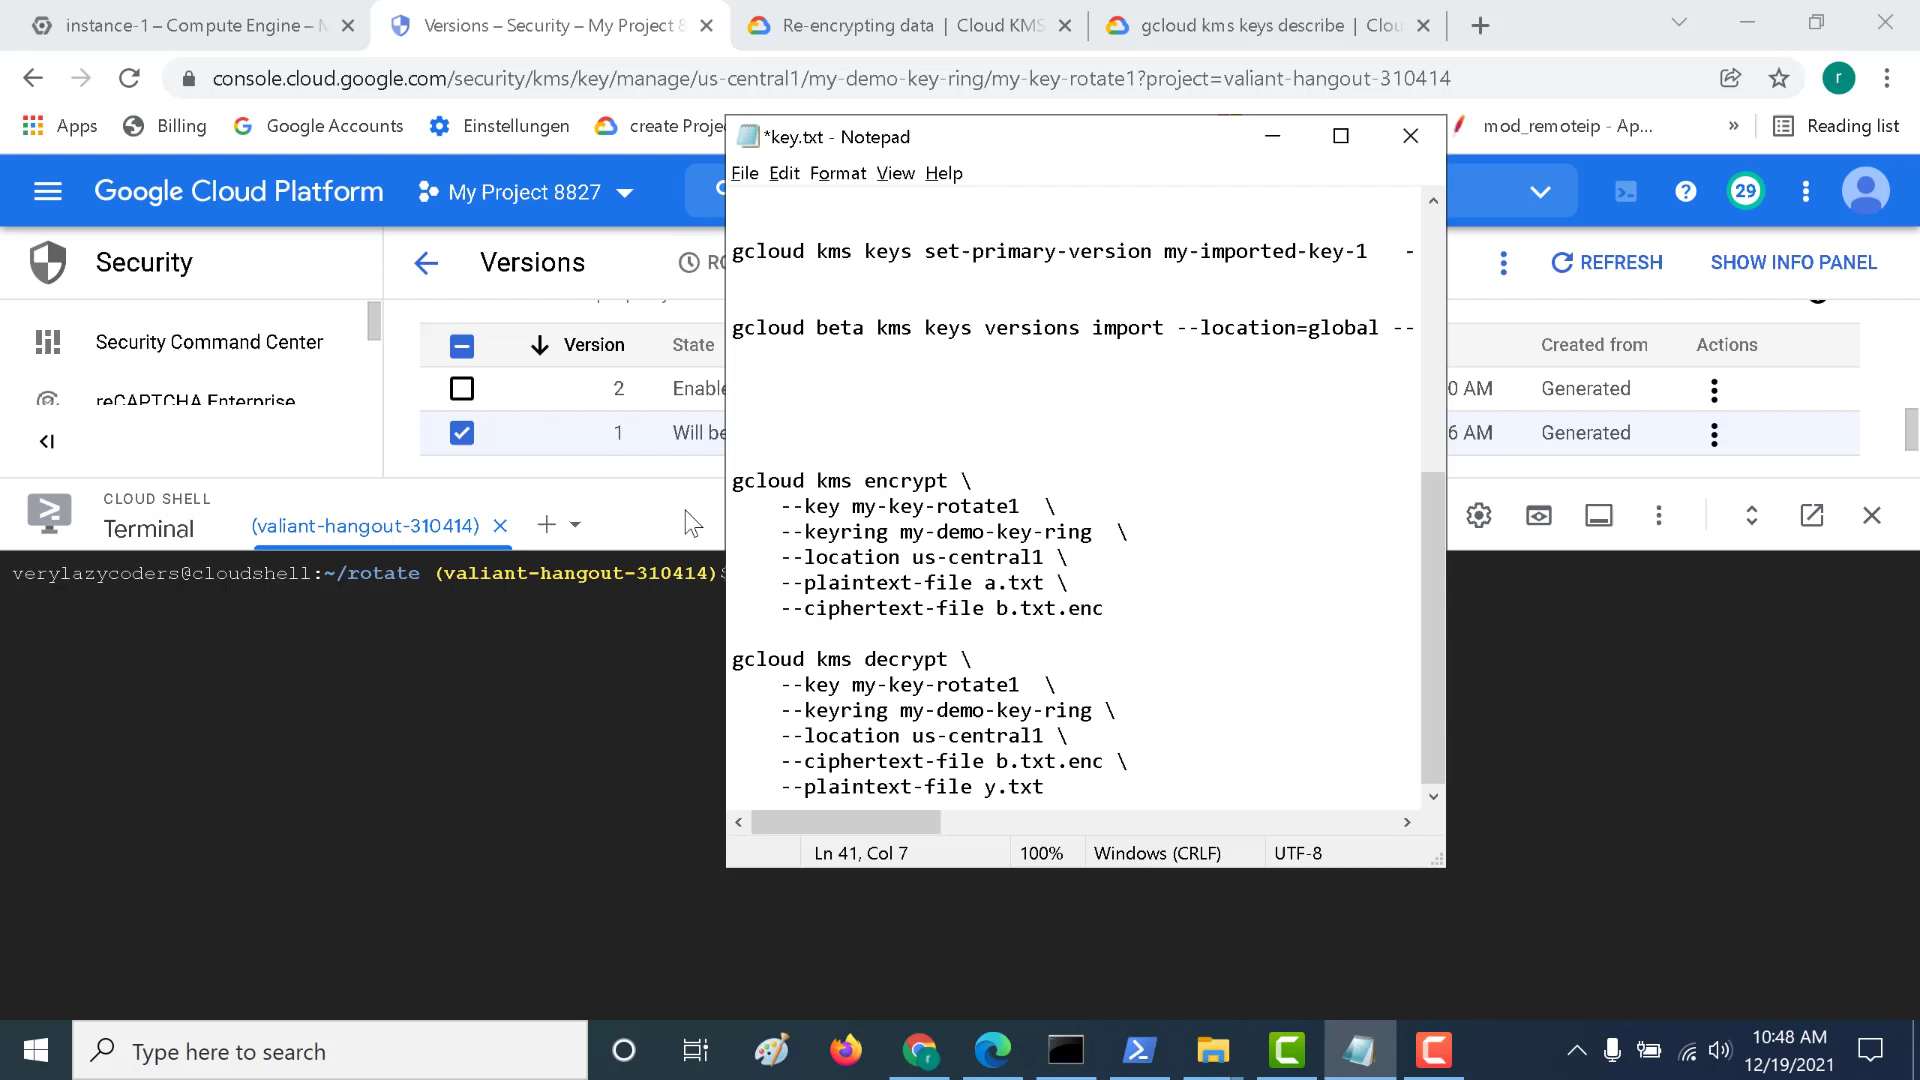 instance-1 – Compute Engine – M
Versions – Security – My Project 8
Re-encrypting data | Cloud KMS
gcloud kms keys describe | Clou
console.cloud.google.com/security/kms/key/manage/us-central1/my-demo-key-ring/my-key-rotate1?project=valiant-hangout-310414
r
Apps
Billing
Google Accounts
Einstellungen
create Proje
mod_remoteip - Ap...
»
Reading list
*key.txt - Notepad
File Edit Format View Help
Google Cloud Platform
My Project 8827
29
Security
Versions
RO
REFRESH
SHOW INFO PANEL
Security Command Center
reCAPTCHA Enterprise
Version
State
Created from
Actions
2
Enable
0 AM
Generated
1
Will be
6 AM
Generated
gcloud kms keys set-primary-version my-imported-key-1 -
gcloud beta kms keys versions import --location=global --
gcloud kms encrypt \
--key my-key-rotate1 \
--keyring my-demo-key-ring \
--location us-central1 \
--plaintext-file a.txt \
--ciphertext-file b.txt.enc
gcloud kms decrypt \
--key my-key-rotate1 \
--keyring my-demo-key-ring \
--location us-central1 \
--ciphertext-file b.txt.enc \
--plaintext-file y.txt
Ln 41, Col 7
100%
Windows (CRLF)
UTF-8
CLOUD SHELL
Terminal
(valiant-hangout-310414)
verylazycoders@cloudshell:~/rotate (valiant-hangout-310414)$
Type here to search
10:48 AM
12/19/2021